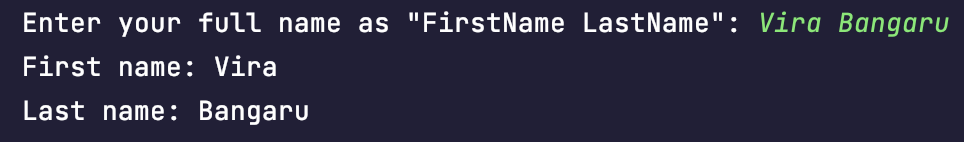 Enter your full name as "FirstName LastName": Vira Bangaru
First name: Vira
Last name: Bangaru